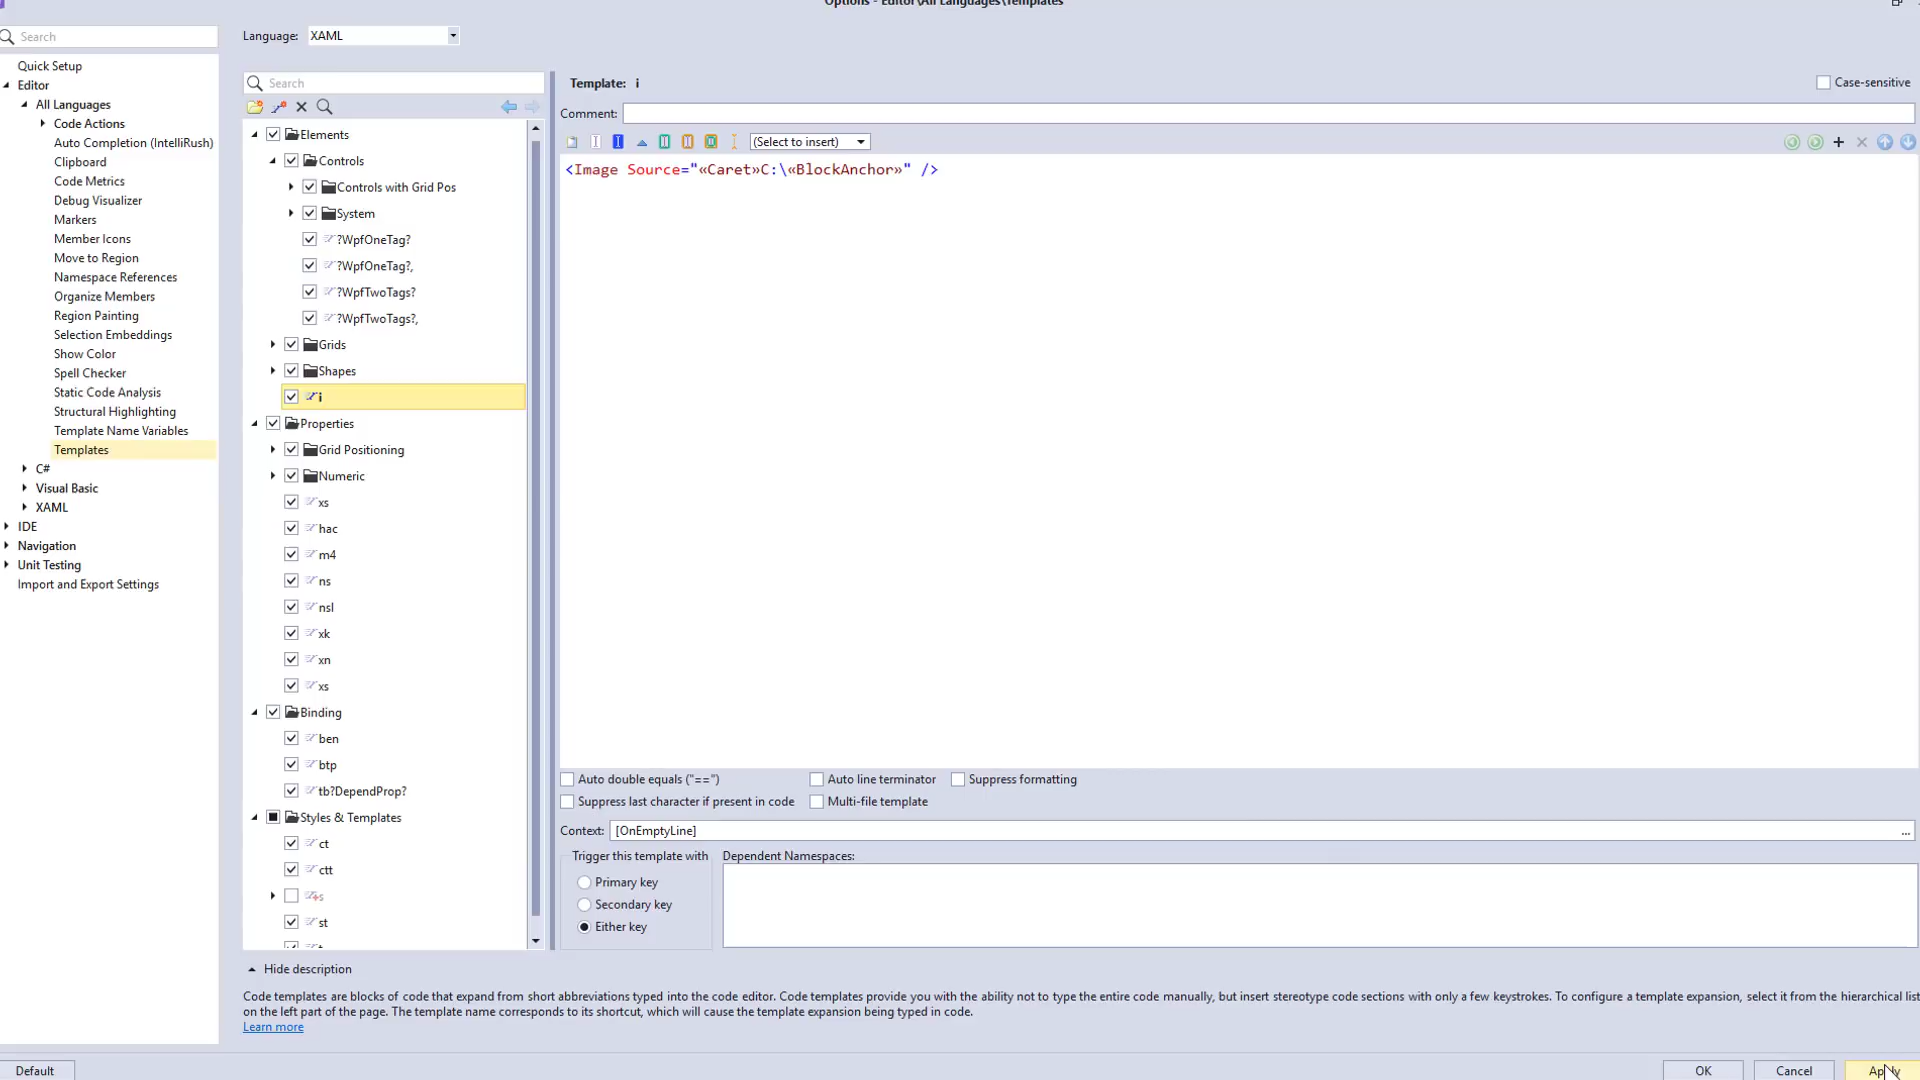 Options - Editor\All Languages\Templates
Search
Quick Setup
Editor
All Languages
Code Actions
Auto Completion (IntelliRush)
Clipboard
Code Metrics
Debug Visualizer
Markers
Member Icons
Move to Region
Namespace References
Organize Members
Region Painting
Selection Embeddings
Show Color
Spell Checker
Static Code Analysis
Structural Highlighting
Template Name Variables
Templates
C#
Visual Basic
XAML
IDE
Navigation
Unit Testing
Import and Export Settings
Language: XAML
Search
Elements
Controls
Controls with Grid Pos
System
?WpfOneTag?
?WpfOneTag?,
?WpfTwoTags?
?WpfTwoTags?,
Grids
Shapes
i
Properties
Grid Positioning
Numeric
xs
hac
m4
ns
nsl
xk
xn
xs
Binding
ben
btp
tb?DependProp?
Styles & Templates
ct
ctt
s
st
Template: i
Case-sensitive
Comment:
(Select to insert)
<Image Source="«Caret»C:\«BlockAnchor»" />
Auto double equals ("==")
Auto line terminator
Suppress formatting
Suppress last character if present in code
Multi-file template
Context: [OnEmptyLine] ...
Trigger this template with
Primary key
Secondary key
Either key
Dependent Namespaces:
Hide description
Code templates are blocks of code that expand from short abbreviations typed into the code editor. Code templates provide you with the ability not to type the entire code manually, but insert stereotype code sections with only a few keystrokes. To configure a template expansion, select it from the hierarchical list
on the left part of the page. The template name corresponds to its shortcut, which will cause the template expansion being typed in code.
Learn more
Default
OK
Cancel
Apply